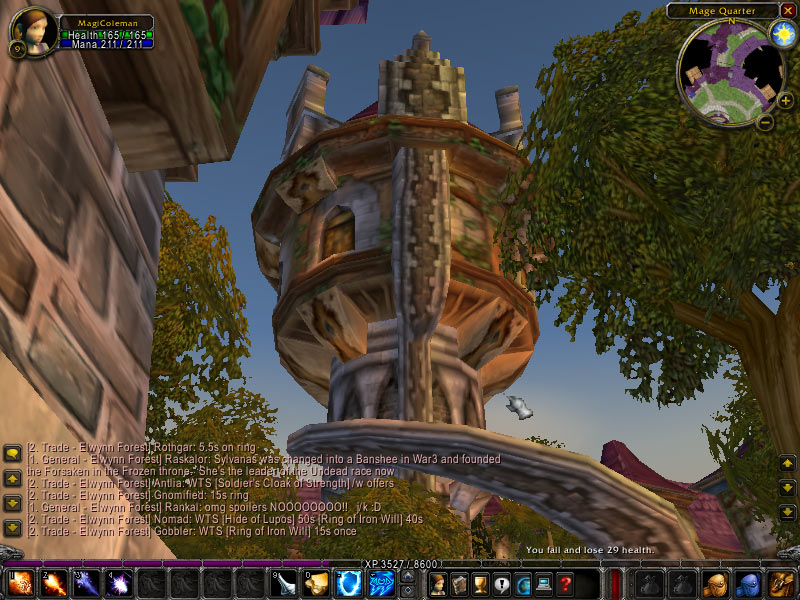 MagiColeman
Health 165 / 165
Mana 211 / 211
9
Mage Quarter
N
[2. Trade - Elwynn Forest] Rothgar: 5.5s on ring
[1. General - Elwynn Forest] Raskalor: Sylvanas was changed into a Banshee in War3 and founded
the Forsaken in the Frozen throne. She's the leader of the Undead race now
[2. Trade - Elwynn Forest] Antlia: WTS [Soldier's Cloak of Strength] /w offers
[2. Trade - Elwynn Forest] Gnomified: 15s ring
[1. General - Elwynn Forest] Rankal: omg spoilers NOOOOOOOO!! j/k :D
[2. Trade - Elwynn Forest] Nomad: WTS [Hide of Lupos] 50s [Ring of Iron Will] 40s
[2. Trade - Elwynn Forest] Gobbler: WTS [Ring of Iron Will] 15s once
You fall and lose 29 health.
XP 3527 / 8600